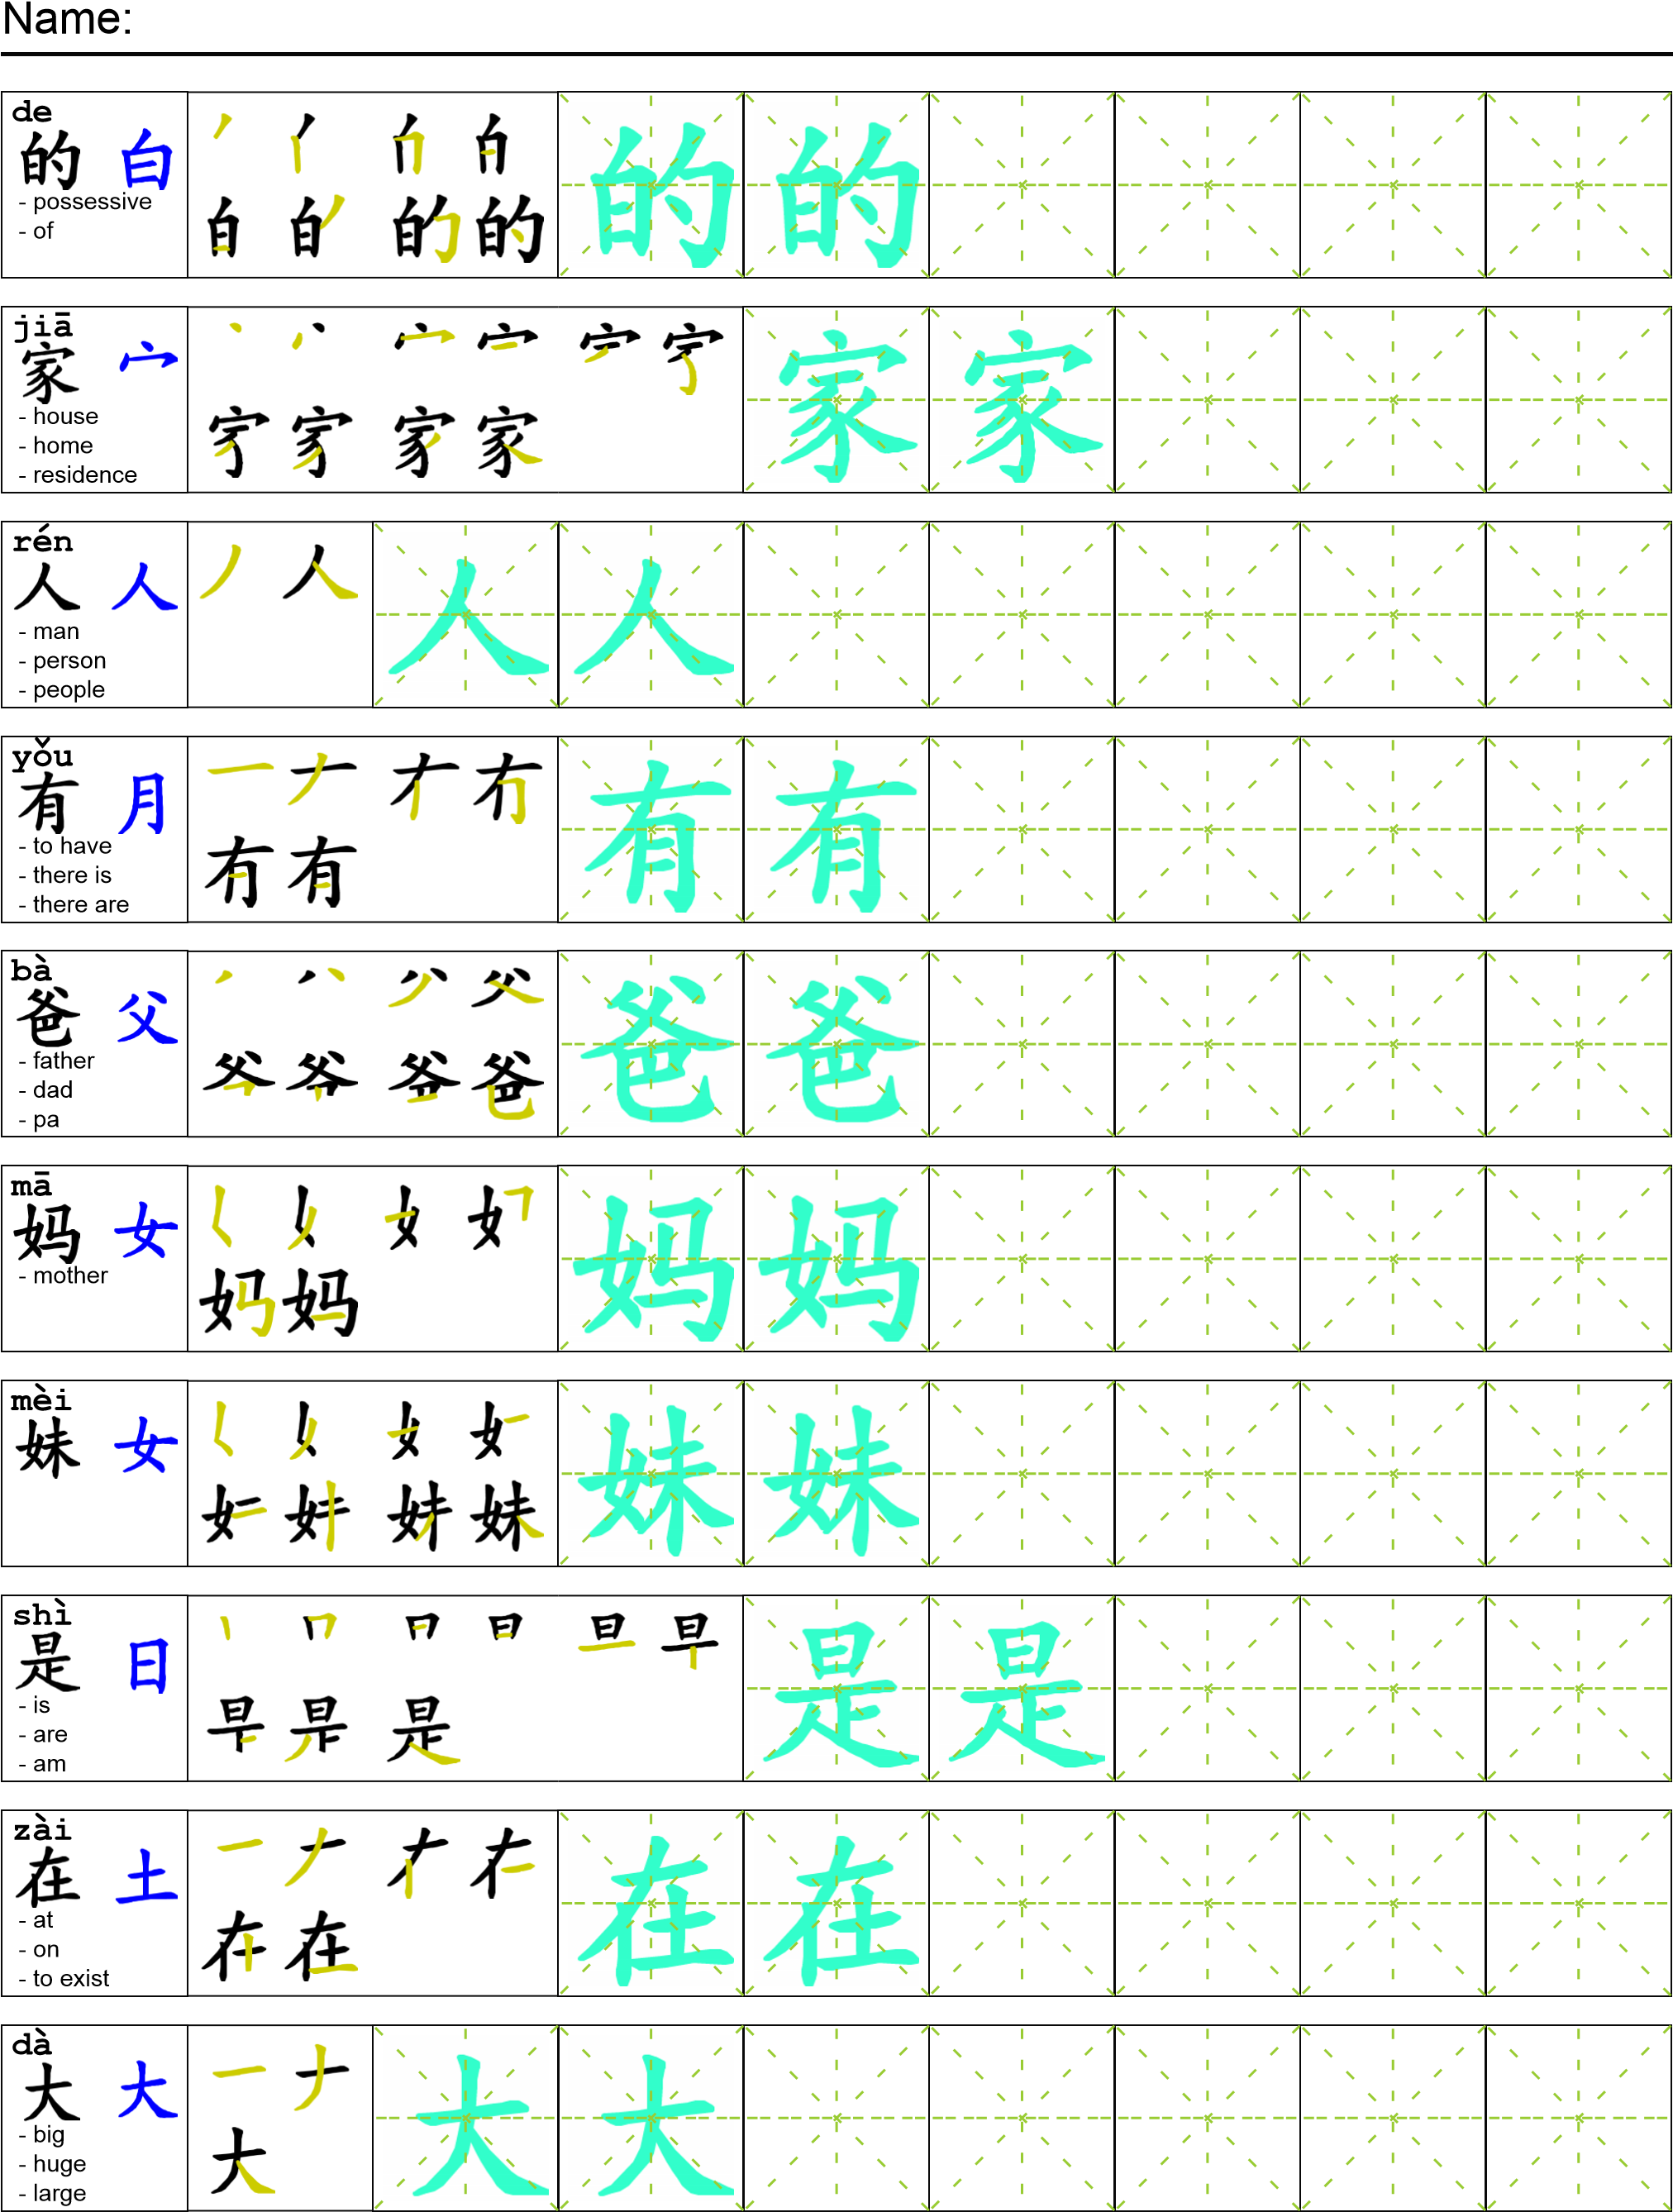 Name:
de
的 白
- possessive
- of
的 的
jiā
家 宀
- house
- home
- residence
家 家
rén
人 人
- man
- person
- people
人 人
yǒu
有 月
- to have
- there is
- there are
有 有
bà
爸 父
- father
- dad
- pa
爸 爸
mā
妈 女
- mother
妈 妈
mèi
妹 女
妹 妹
shì
是 日
- is
- are
- am
是 是
zài
在 土
- at
- on
- to exist
在 在
dà
大 大
- big
- huge
- large
大 大